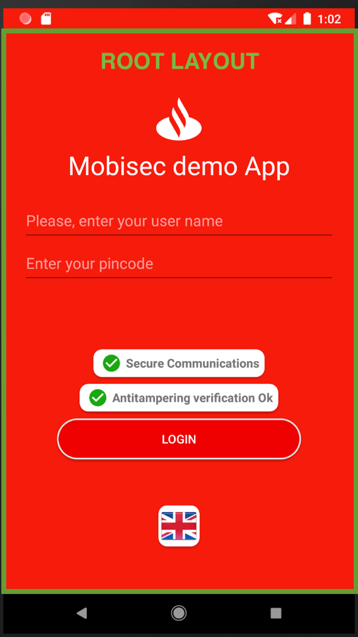 1:02
ROOT LAYOUT
Mobisec demo App
Please, enter your user name
Enter your pincode
Secure Communications
Antitampering verification Ok
LOGIN